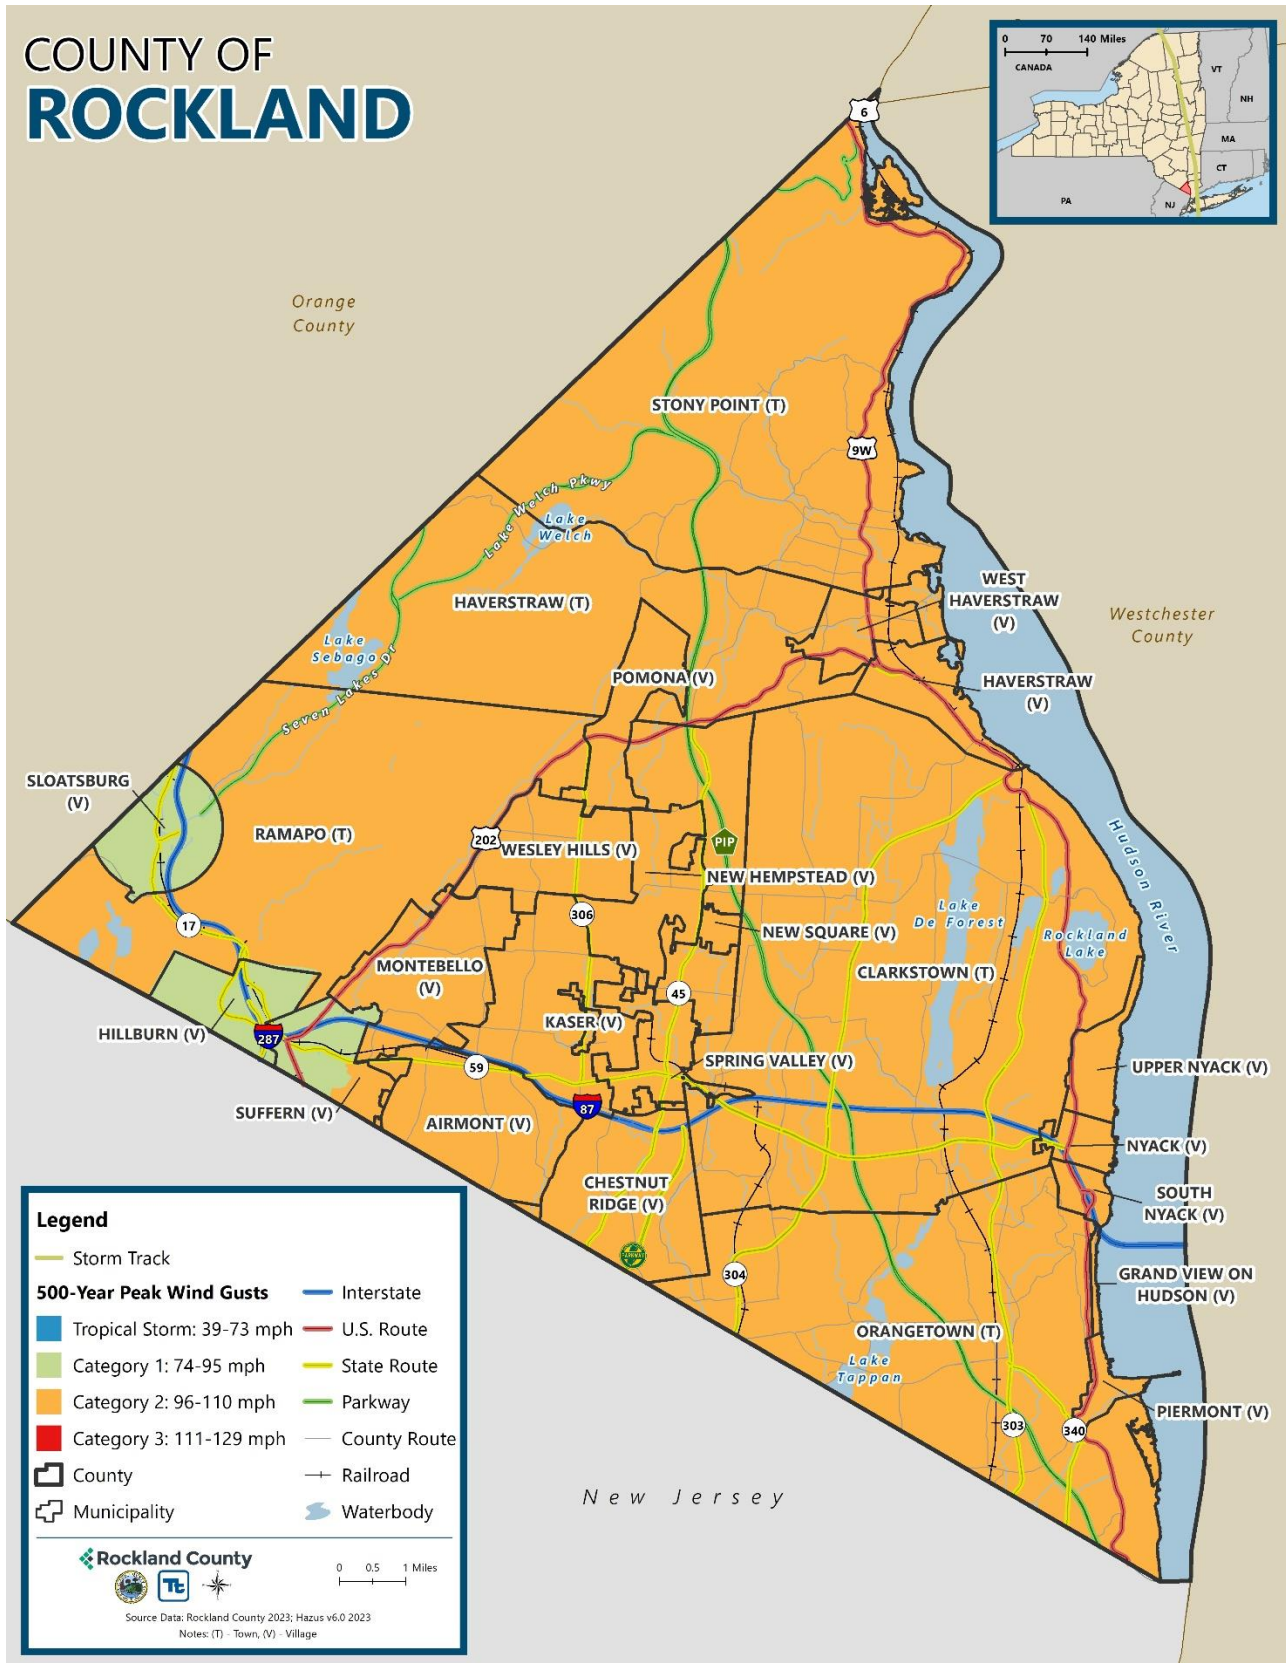 COUNTY OF
ROCKLAND
0 70 140 Miles
CANADA
VT
NH
MA
CT
PA
NJ
6
Orange
County
STONY POINT (T)
9W
Lake Welch Pkwy
Lake
Welch
WEST
HAVERSTRAW
(V)
HAVERSTRAW (T)
Westchester
County
Lake
Sebago
Seven Lakes Dr
POMONA (V)
HAVERSTRAW
(V)
SLOATSBURG
(V)
RAMAPO (T)
202
WESLEY HILLS (V)
PIP
Hudson River
NEW HEMPSTEAD (V)
17
306
NEW SQUARE (V)
Lake
De Forest
Rockland
Lake
MONTEBELLO
(V)
CLARKSTOWN (T)
45
HILLBURN (V)
287
KASER (V)
59
SPRING VALLEY (V)
UPPER NYACK (V)
SUFFERN (V)
87
AIRMONT (V)
NYACK (V)
CHESTNUT
RIDGE (V)
SOUTH
NYACK (V)
PARKWAY
304
GRAND VIEW ON
HUDSON (V)
ORANGETOWN (T)
Lake
Tappan
PIERMONT (V)
303
340
New Jersey
Legend
Storm Track
500-Year Peak Wind Gusts
Tropical Storm: 39-73 mph
Category 1: 74-95 mph
Category 2: 96-110 mph
Category 3: 111-129 mph
County
Municipality
Interstate
U.S. Route
State Route
Parkway
County Route
Railroad
Waterbody
Rockland County
Tt
0 0.5 1 Miles
Source Data: Rockland County 2023; Hazus v6.0 2023
Notes: (T) - Town, (V) - Village